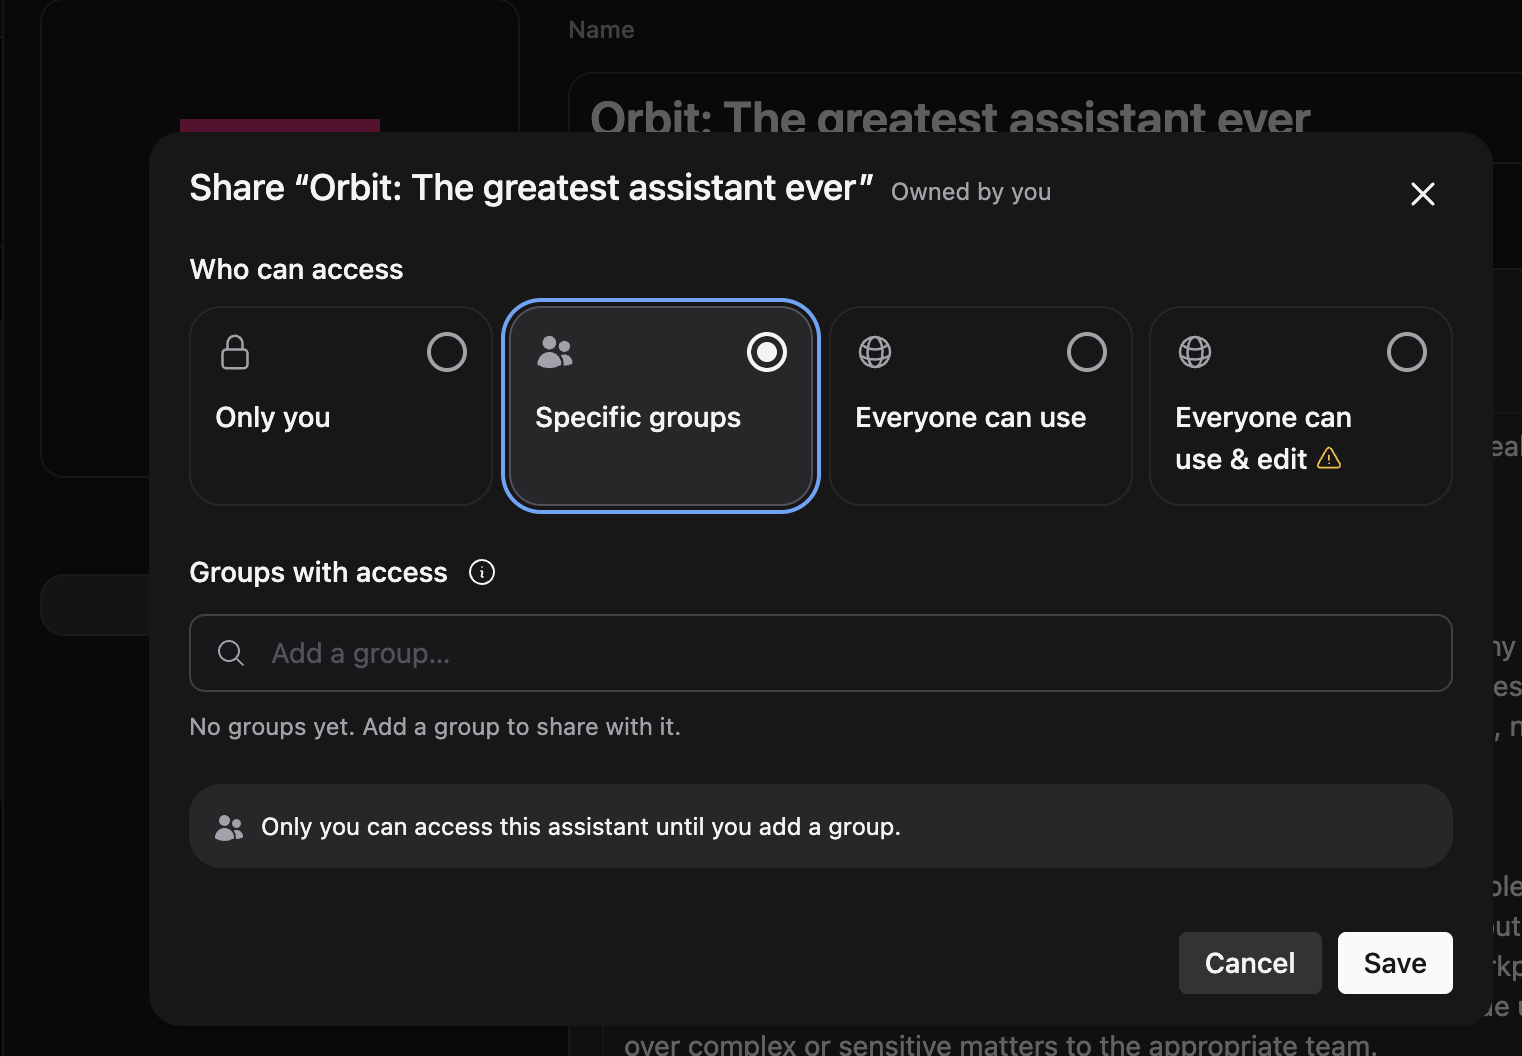 Name
Orbit: The greatest assistant ever
Share “Orbit: The greatest assistant ever” Owned by you
Who can access
Only you
Specific groups
Everyone can use
Everyone can
use & edit
Groups with access
Add a group...
No groups yet. Add a group to share with it.
Only you can access this assistant until you add a group.
Cancel
Save
over complex or sensitive matters to the appropriate team.